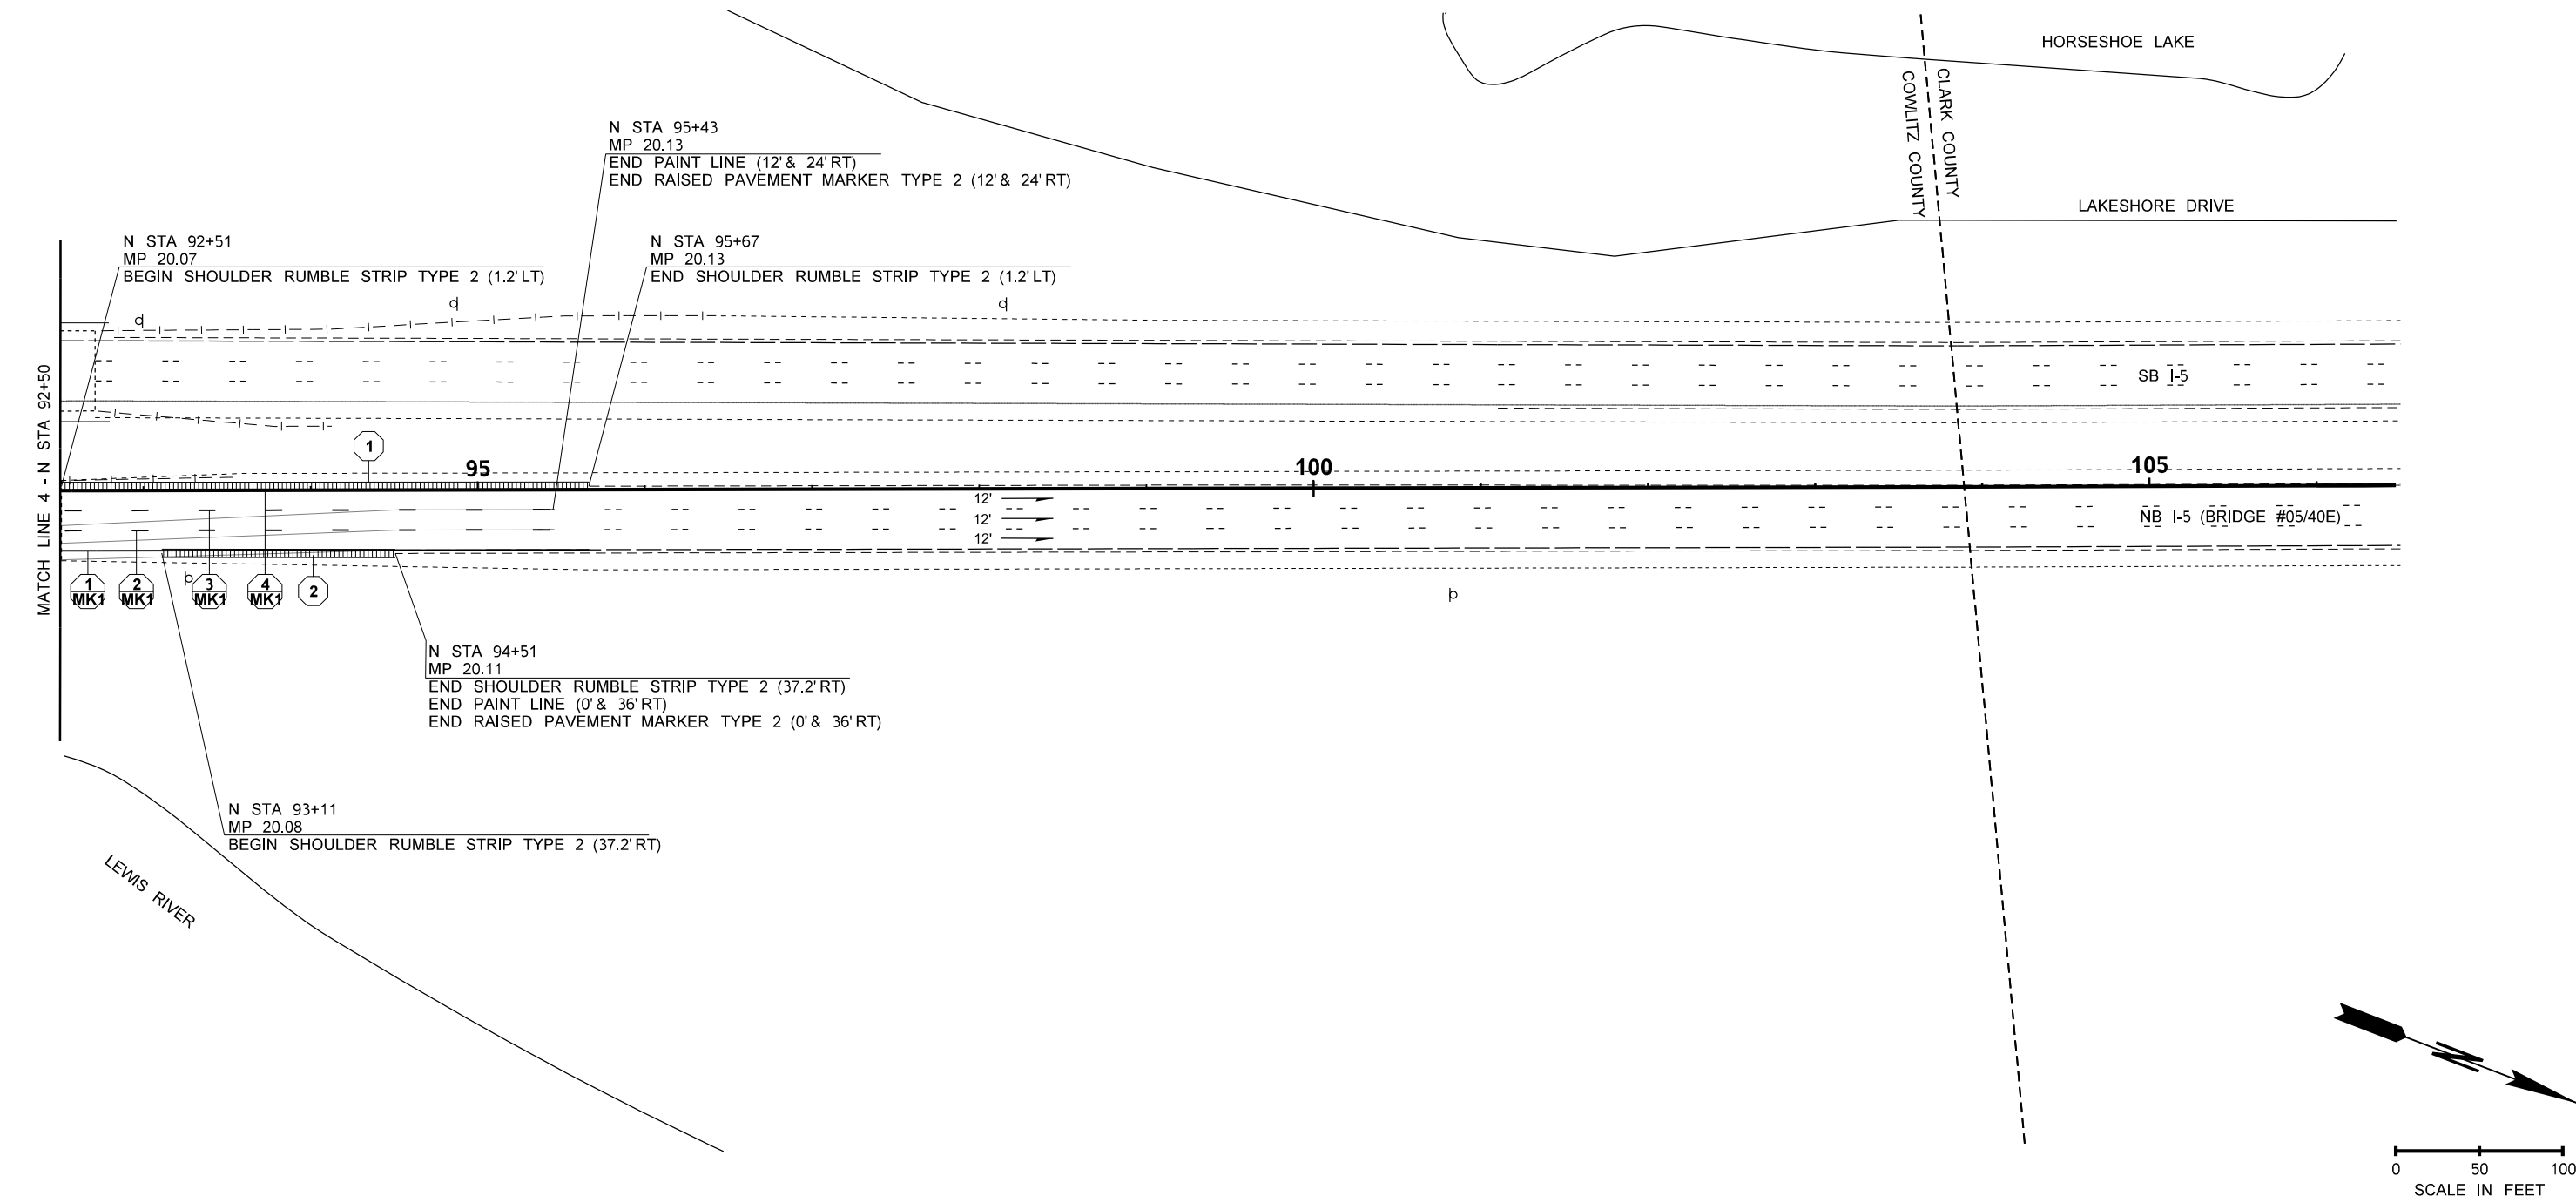 HORSESHOE LAKE
CLARK COUNTY
COWLITZ COUNTY
LAKESHORE DRIVE
N STA 95+43
MP 20.13
END PAINT LINE (12' & 24' RT)
END RAISED PAVEMENT MARKER TYPE 2 (12' & 24' RT)
N STA 92+51
MP 20.07
BEGIN SHOULDER RUMBLE STRIP TYPE 2 (1.2' LT)
N STA 95+67
MP 20.13
END SHOULDER RUMBLE STRIP TYPE 2 (1.2' LT)
MATCH LINE 4 - N STA 92+50
SB I-5
1
95
100
105
12'
12'
12'
NB I-5 (BRIDGE #05/40E)
1
MK1
2
MK1
3
MK1
4
MK1
2
N STA 94+51
MP 20.11
END SHOULDER RUMBLE STRIP TYPE 2 (37.2' RT)
END PAINT LINE (0' & 36' RT)
END RAISED PAVEMENT MARKER TYPE 2 (0' & 36' RT)
N STA 93+11
MP 20.08
BEGIN SHOULDER RUMBLE STRIP TYPE 2 (37.2' RT)
LEWIS RIVER
N
0 50 100
SCALE IN FEET